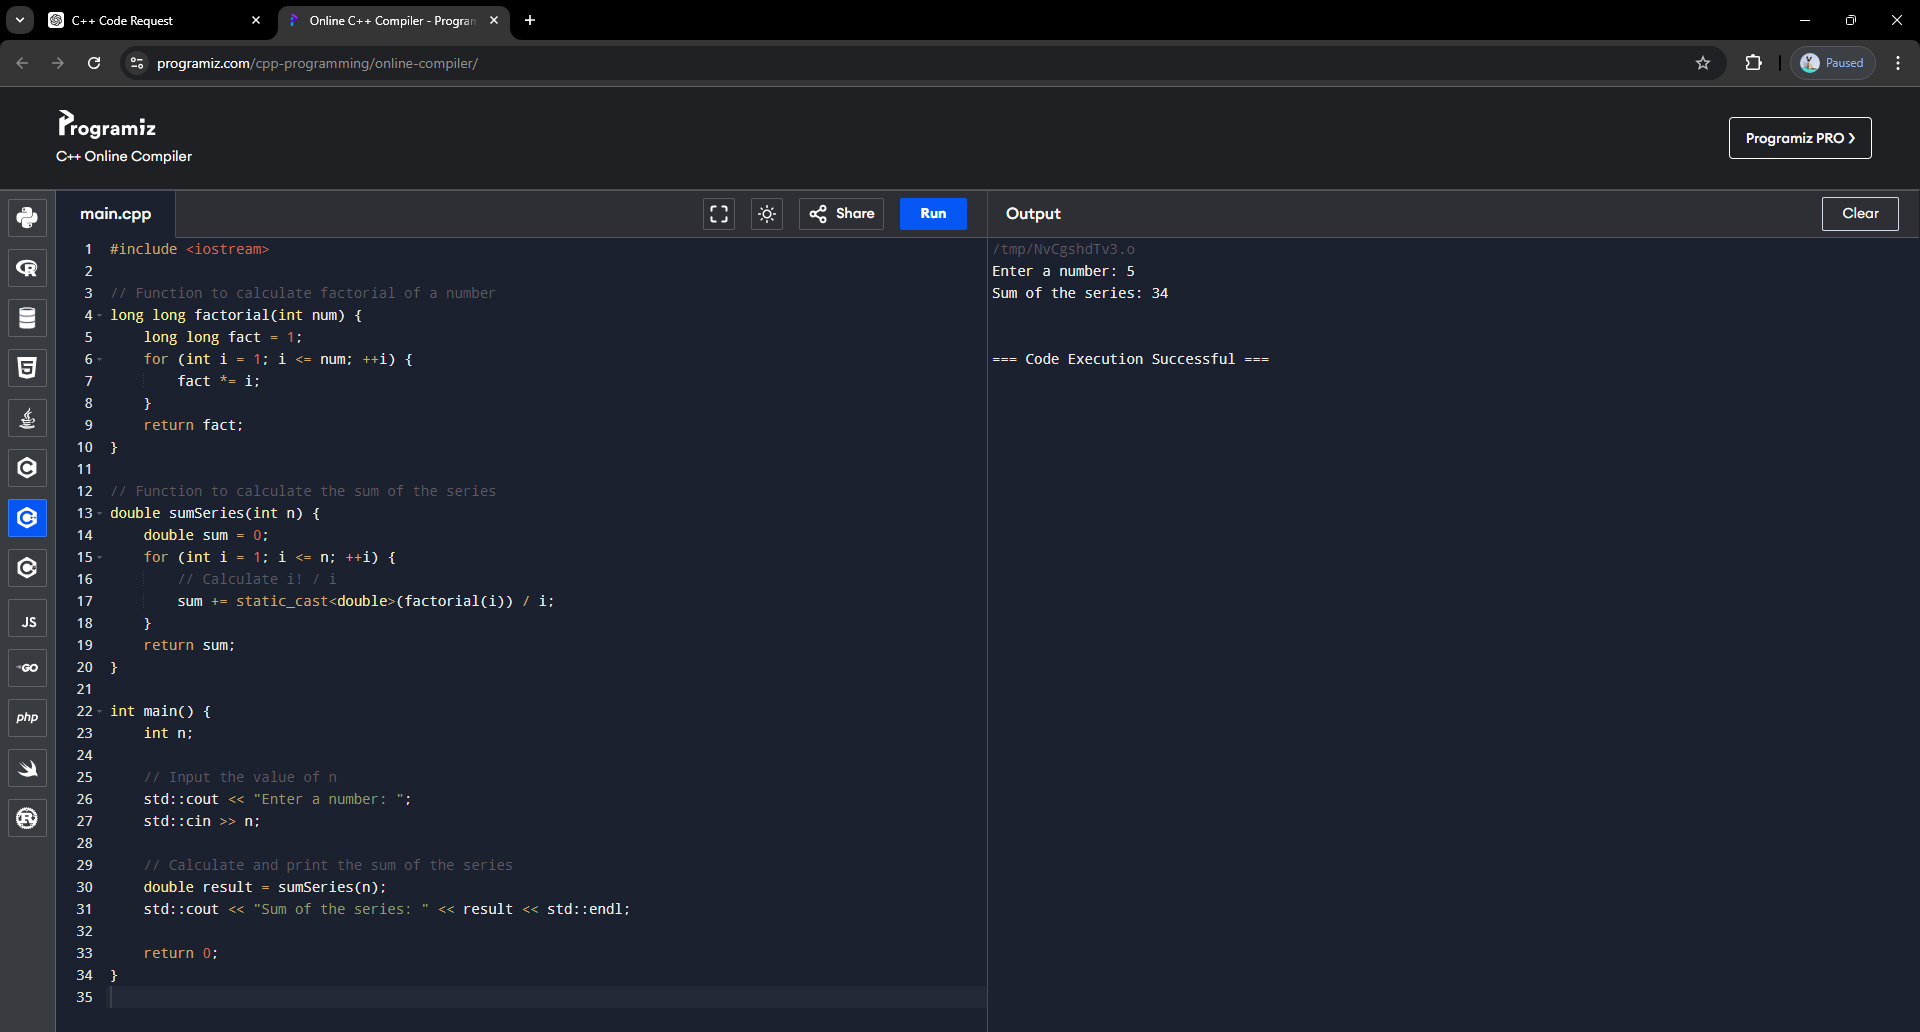 C++ Code Request
Online C++ Compiler - Program
programiz.com/cpp-programming/online-compiler/
Paused
Programiz
C++ Online Compiler
Programiz PRO ❯
main.cpp
Share
Run
Output
Clear
1 #include <iostream>
2
3 // Function to calculate factorial of a number
4 long long factorial(int num) {
5     long long fact = 1;
6     for (int i = 1; i <= num; ++i) {
7         fact *= i;
8     }
9     return fact;
10 }
11
12 // Function to calculate the sum of the series
13 double sumSeries(int n) {
14     double sum = 0;
15     for (int i = 1; i <= n; ++i) {
16         // Calculate i! / i
17         sum += static_cast<double>(factorial(i)) / i;
18     }
19     return sum;
20 }
21
22 int main() {
23     int n;
24
25     // Input the value of n
26     std::cout << "Enter a number: ";
27     std::cin >> n;
28
29     // Calculate and print the sum of the series
30     double result = sumSeries(n);
31     std::cout << "Sum of the series: " << result << std::endl;
32
33     return 0;
34 }
35
/tmp/NvCgshdTv3.o
Enter a number: 5
Sum of the series: 34
=== Code Execution Successful ===
R
5
C
C
C
JS
GO
php
R